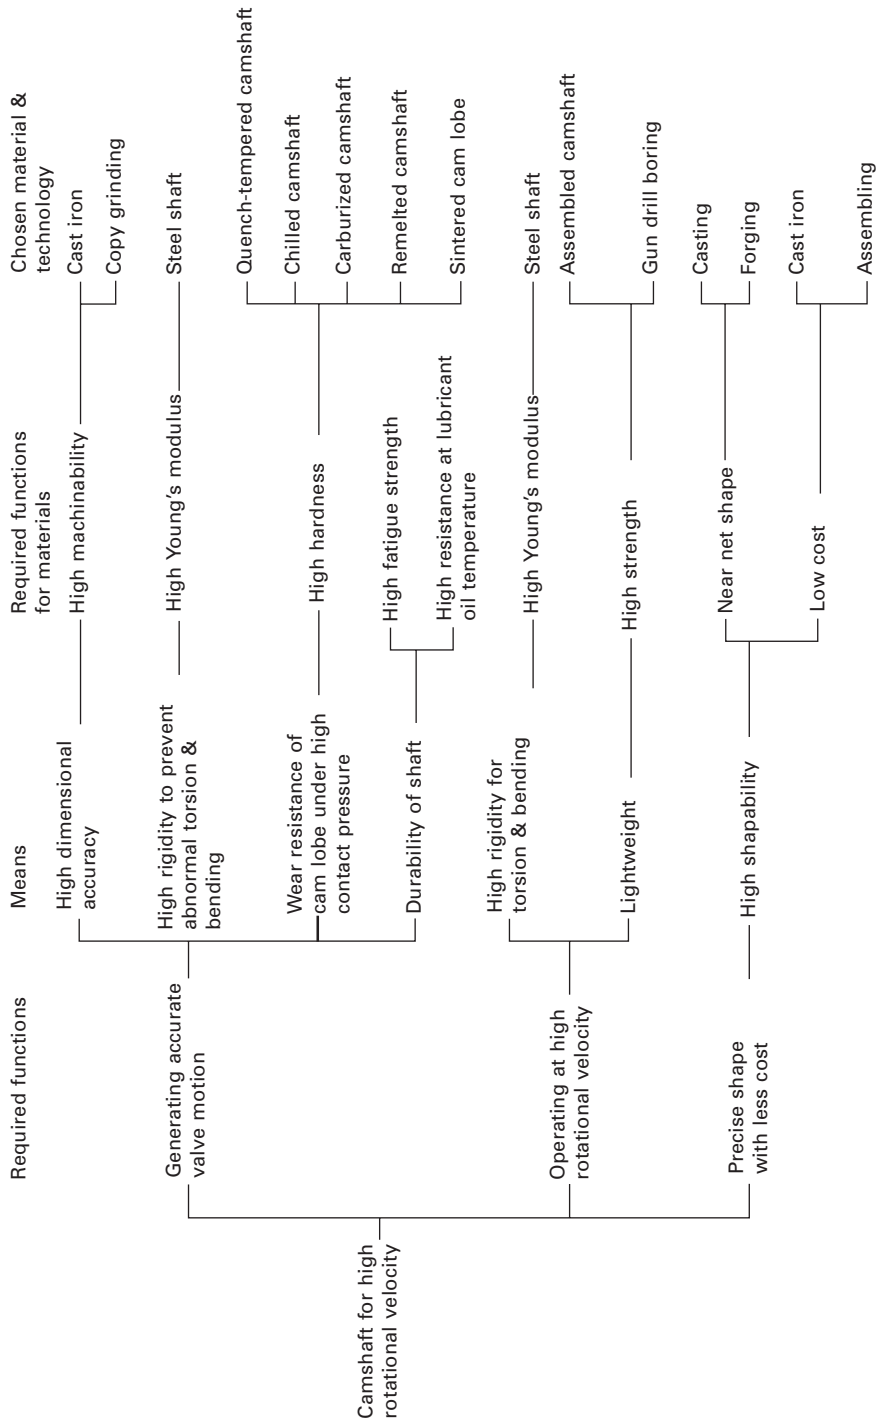 Required functions
Means
Required functions
for materials
Chosen material &
technology
Camshaft for high
rotational velocity
Generating accurate
valve motion
High dimensional
accuracy
High machinability
Cast iron
Copy grinding
High rigidity to prevent
abnormal torsion &
bending
High Young’s modulus
Steel shaft
Wear resistance of
cam lobe under high
contact pressure
High hardness
Quench-tempered camshaft
Chilled camshaft
Carburized camshaft
Remelted camshaft
Sintered cam lobe
Durability of shaft
High fatigue strength
High resistance at lubricant
oil temperature
Operating at high
rotational velocity
High rigidity for
torsion & bending
High Young’s modulus
Steel shaft
Lightweight
High strength
Assembled camshaft
Gun drill boring
Precise shape
with less cost
High shapability
Near net shape
Casting
Forging
Low cost
Cast iron
Assembling